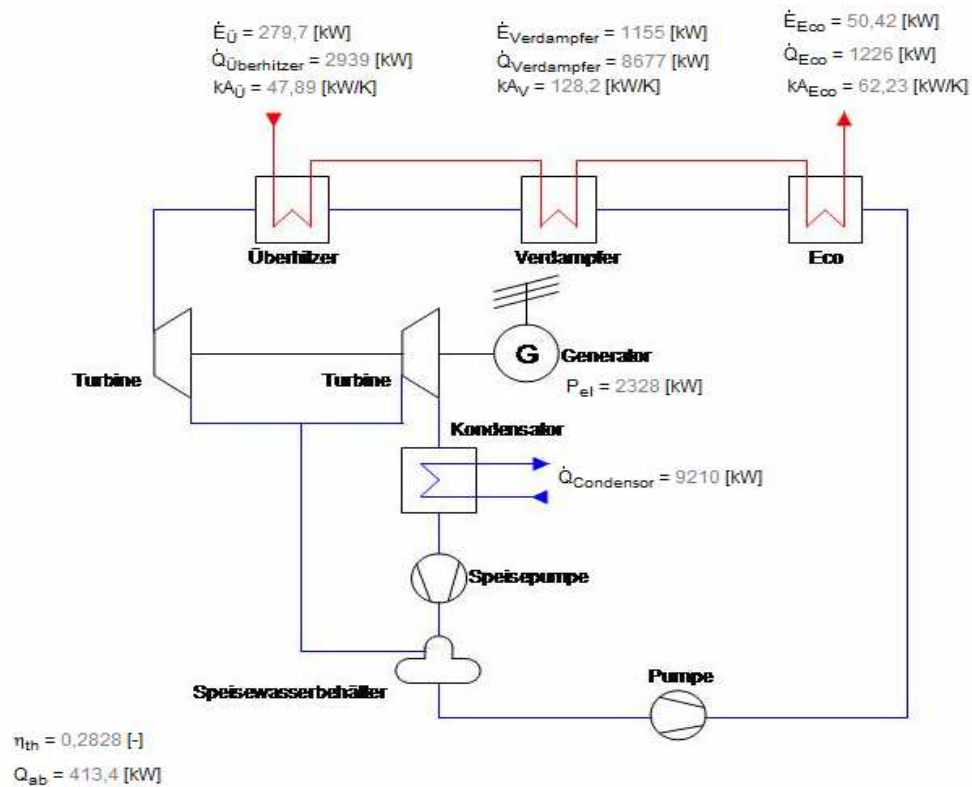 Ė_Ü = 279,7 [kW]
Q̇_Überhitzer = 2939 [kW]
kA_Ü = 47,89 [kW/K]
Ė_Verdampfer = 1155 [kW]
Q̇_Verdampfer = 8677 [kW]
kA_V = 128,2 [kW/K]
Ė_Eco = 50,42 [kW]
Q̇_Eco = 1226 [kW]
kA_Eco = 62,23 [kW/K]
Überhitzer
Verdampfer
Eco
G
Generator
Turbine
Turbine
P_el = 2328 [kW]
Kondensator
Q̇_Condensor = 9210 [kW]
Speisepumpe
Speisewasserbehälter
Pumpe
η_th = 0,2828 [-]
Q_ab = 413,4 [kW]